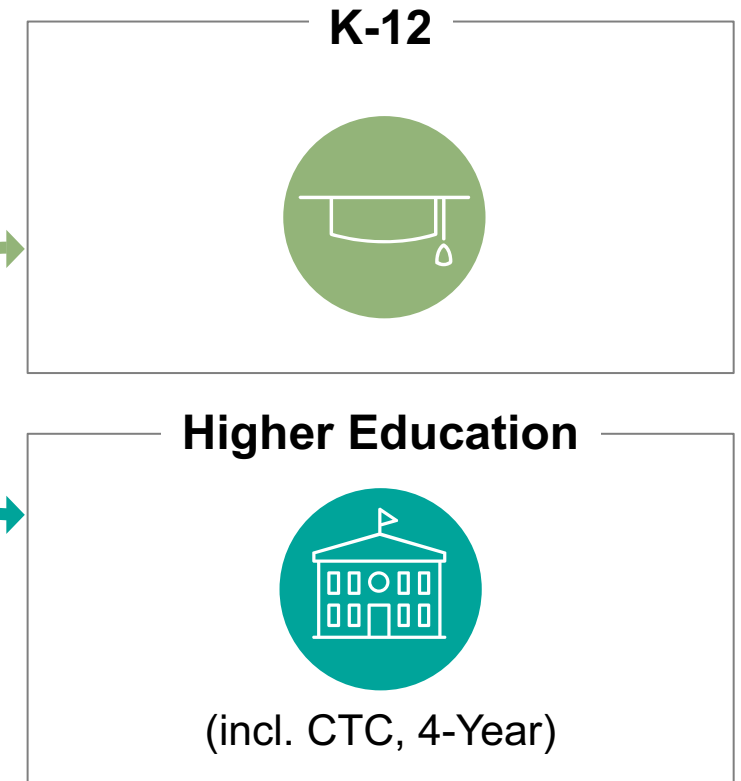 K-12
Higher Education
(incl. CTC, 4-Year)